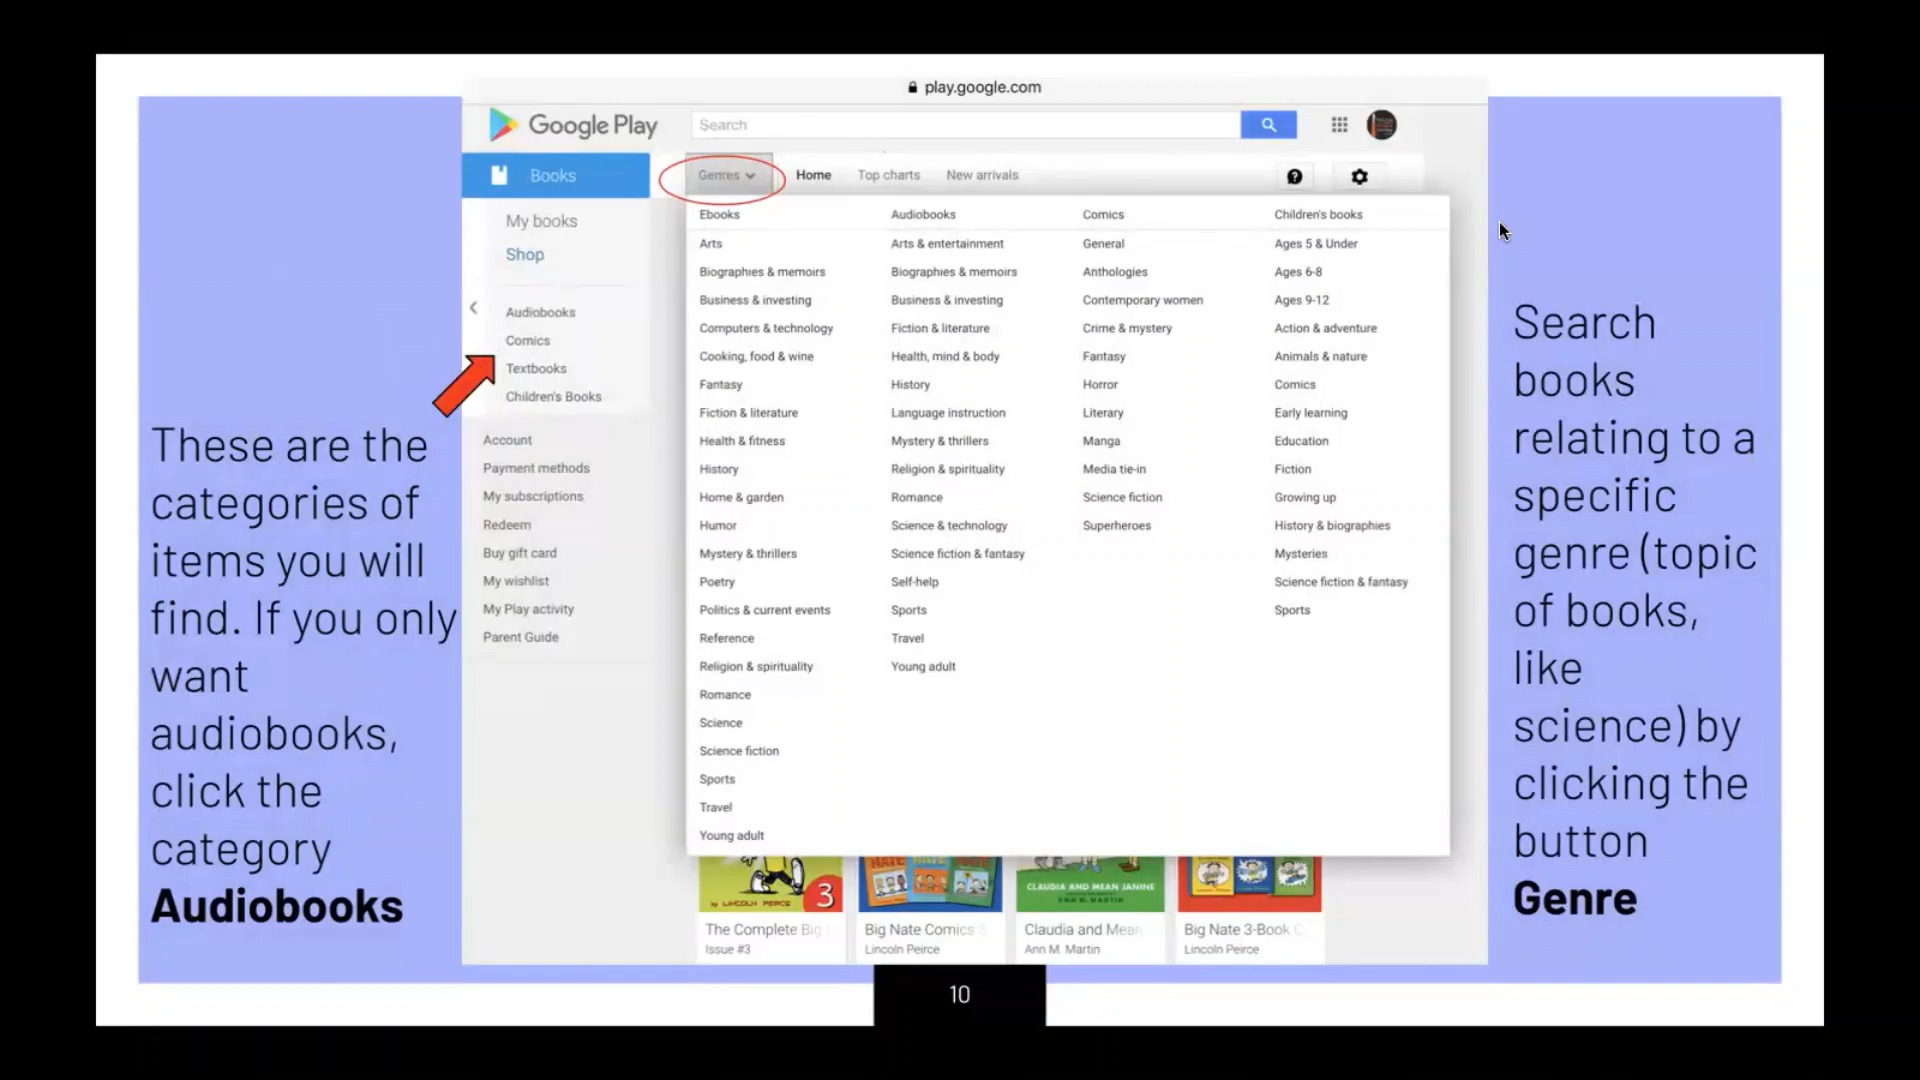 play.google.com
Google Play
Search
Books
Genres
Home
Top charts
New arrivals
My books
Shop
Audiobooks
Comics
Textbooks
Children's Books
Account
Payment methods
My subscriptions
Redeem
Buy gift card
My wishlist
My Play activity
Parent Guide
Ebooks
Arts
Biographies & memoirs
Business & investing
Computers & technology
Cooking, food & wine
Fantasy
Fiction & literature
Health & fitness
History
Home & garden
Humor
Mystery & thrillers
Poetry
Politics & current events
Reference
Religion & spirituality
Romance
Science
Science fiction
Sports
Travel
Young adult
Audiobooks
Arts & entertainment
Biographies & memoirs
Business & investing
Fiction & literature
Health, mind & body
History
Language instruction
Mystery & thrillers
Religion & spirituality
Romance
Science & technology
Science fiction & fantasy
Self-help
Sports
Travel
Young adult
Comics
General
Anthologies
Contemporary women
Crime & mystery
Fantasy
Horror
Literary
Manga
Media tie-in
Science fiction
Superheroes
Children's books
Ages 5 & Under
Ages 6-8
Ages 9-12
Action & adventure
Animals & nature
Comics
Early learning
Education
Fiction
Growing up
History & biographies
Mysteries
Science fiction & fantasy
Sports
by LINCOLN PEIRCE
3
CLAUDIA AND MEAN JANINE
ANN M. MARTIN
The Complete Big
Issue #3
Big Nate Comics
Lincoln Peirce
Claudia and Mean
Ann M. Martin
Big Nate 3-Book
Lincoln Peirce
These are the
categories of
items you will
find. If you only
want
audiobooks,
click the
category
Audiobooks
Search
books
relating to a
specific
genre (topic
of books,
like
science) by
clicking the
button
Genre
10